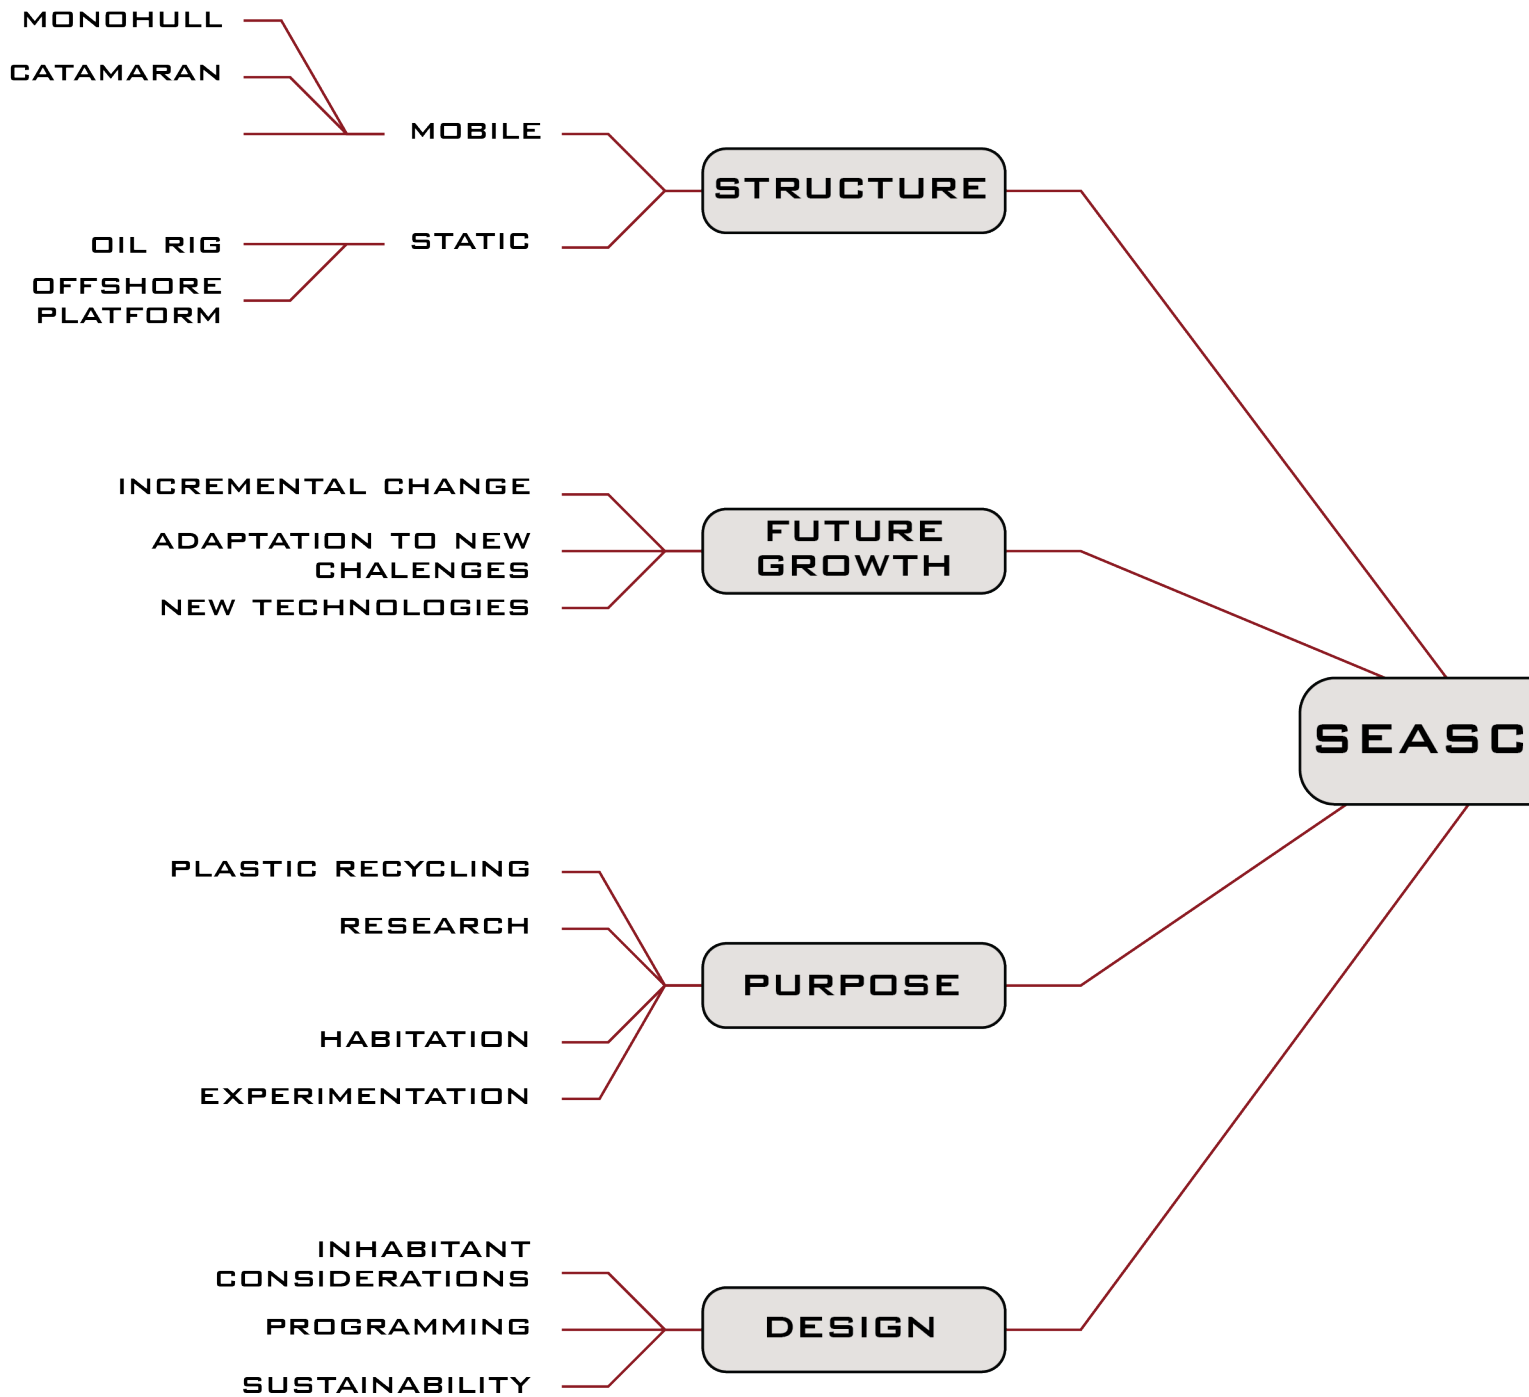 MONOHULL
CATAMARAN
MOBILE
STRUCTURE
OIL RIG
STATIC
OFFSHORE
PLATFORM
INCREMENTAL CHANGE
ADAPTATION TO NEW
CHALENGES
NEW TECHNOLOGIES
FUTURE
GROWTH
SEASC
PLASTIC RECYCLING
RESEARCH
HABITATION
EXPERIMENTATION
PURPOSE
INHABITANT
CONSIDERATIONS
PROGRAMMING
SUSTAINABILITY
DESIGN